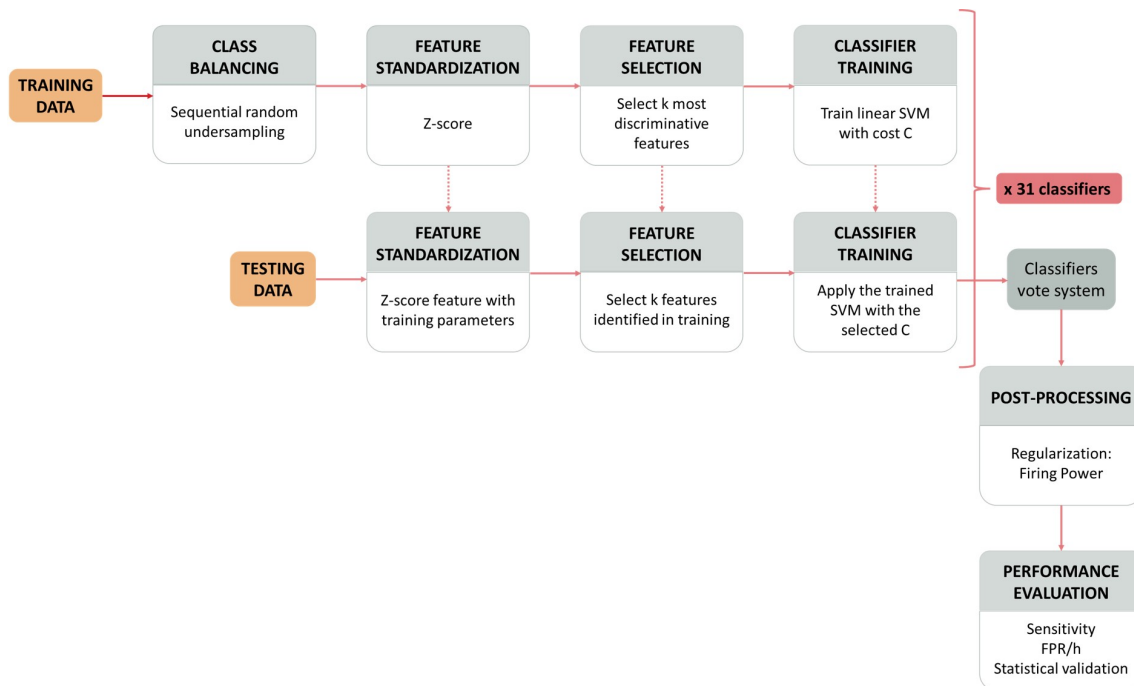 TRAINING
DATA
CLASS
BALANCING
Sequential random
undersampling
FEATURE
STANDARDIZATION
Z-score
FEATURE
SELECTION
Select k most
discriminative
features
CLASSIFIER
TRAINING
Train linear SVM
with cost C
x 31 classifiers
TESTING
DATA
FEATURE
STANDARDIZATION
Z-score feature with
training parameters
FEATURE
SELECTION
Select k features
identified in training
CLASSIFIER
TRAINING
Apply the trained
SVM with the
selected C
Classifiers
vote system
POST-PROCESSING
Regularization:
Firing Power
PERFORMANCE
EVALUATION
Sensitivity
FPR/h
Statistical validation